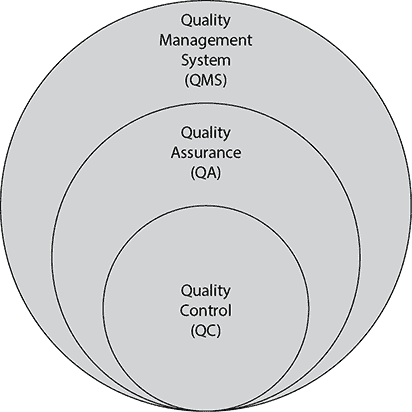 Quality
Management
System
(QMS)
Quality
Assurance
(QA)
Quality
Control
(QC)